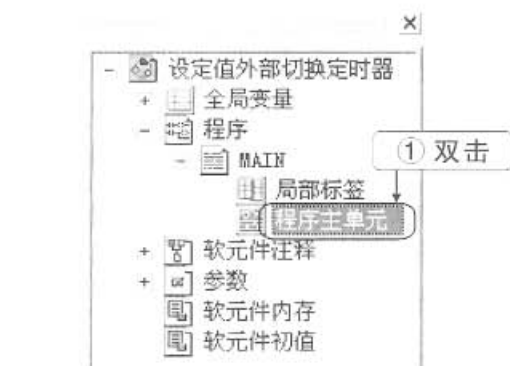 设定值外部切换定时器
全局变量
程序
① 双击
MAIN
局部标签
程序主单元
软元件注释
参数
软元件内存
软元件初值